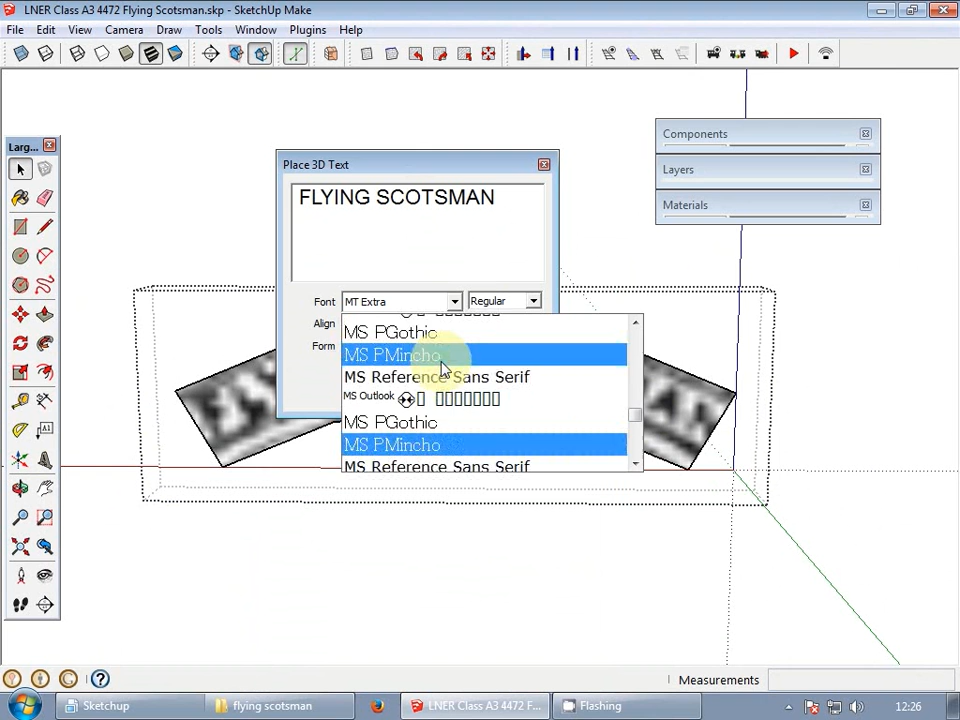 LNER Class A3 4472 Flying Scotsman.skp - SketchUp Make
File Edit View Camera Draw Tools Window Plugins Help
Larg...
Components
Layers
Materials
Place 3D Text
FLYING SCOTSMAN
Font MT Extra Regular
Align
Form
MS PGothic
MS PMincho
MS Reference Sans Serif
MS Outlook
MS PGothic
MS PMincho
MS Reference Sans Serif
Measurements
Sketchup
flying scotsman
LNER Class A3 4472 F...
Flashing
12:26